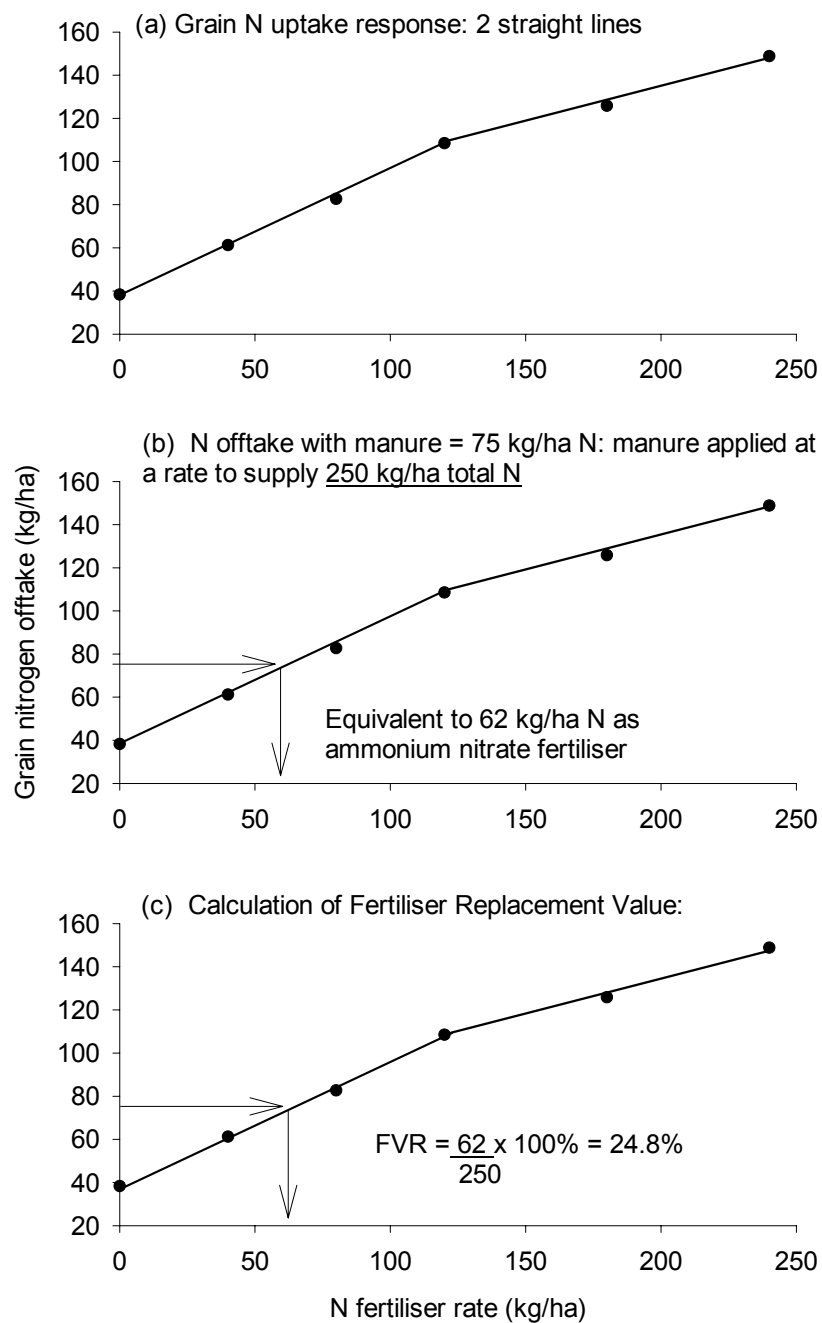 (a) Grain N uptake response: 2 straight lines
160
140
120
100
80
60
40
20
0 50 100 150 200 250
(b) N offtake with manure = 75 kg/ha N: manure applied at
a rate to supply 250 kg/ha total N
Grain nitrogen offtake (kg/ha)
160
140
120
100
80
60
40
20
Equivalent to 62 kg/ha N as
ammonium nitrate fertiliser
0 50 100 150 200 250
(c) Calculation of Fertiliser Replacement Value:
160
140
120
100
80
60
40
20
FVR = 62 x 100% = 24.8%
250
0 50 100 150 200 250
N fertiliser rate (kg/ha)